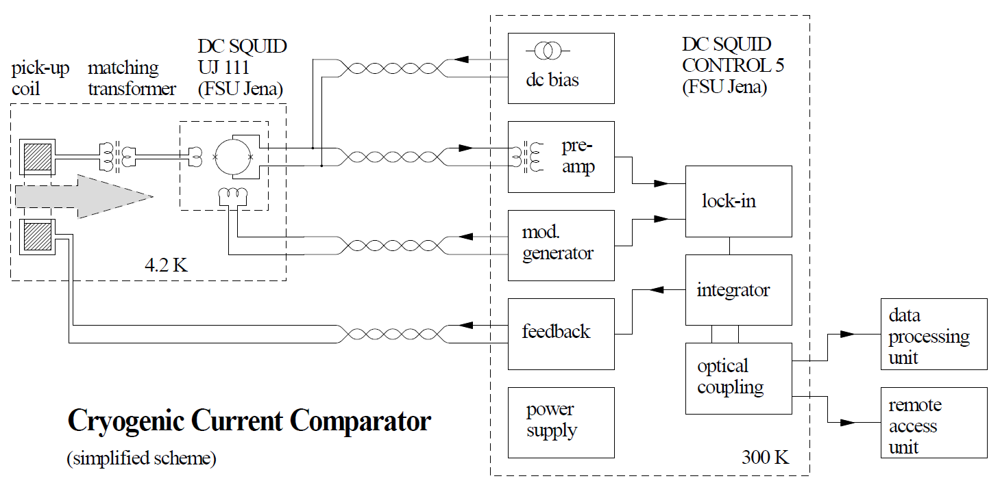 pick-up
coil
matching
transformer
DC SQUID
UJ 111
(FSU Jena)
DC SQUID
CONTROL 5
(FSU Jena)
dc bias
pre-
amp
lock-in
mod.
generator
4.2 K
integrator
feedback
data
processing
unit
optical
coupling
power
supply
remote
access
unit
Cryogenic Current Comparator
(simplified scheme)
300 K